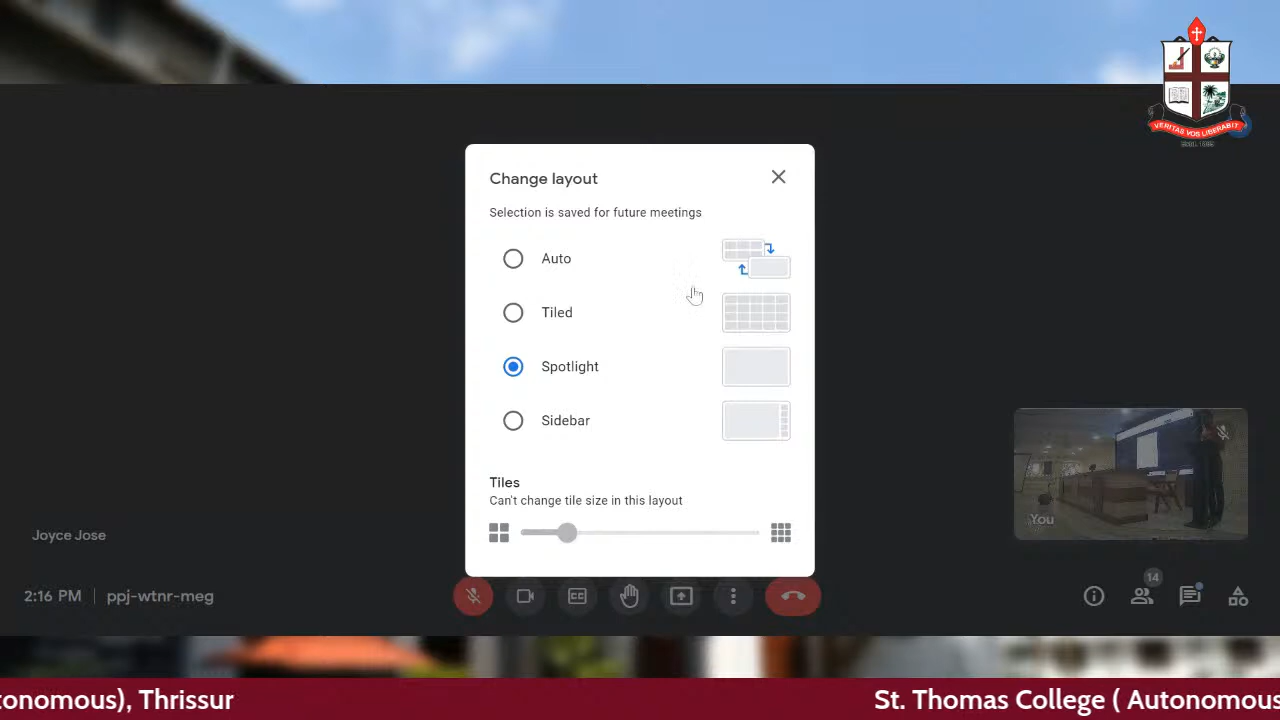 VERITAS VOS LIBERABIT
Change layout
Selection is saved for future meetings
Auto
Tiled
Spotlight
Sidebar
Tiles
Can't change tile size in this layout
You
Joyce Jose
2:16 PM | ppj-wtnr-meg
CC
14
tonomous), Thrissur
St. Thomas College ( Autonomous